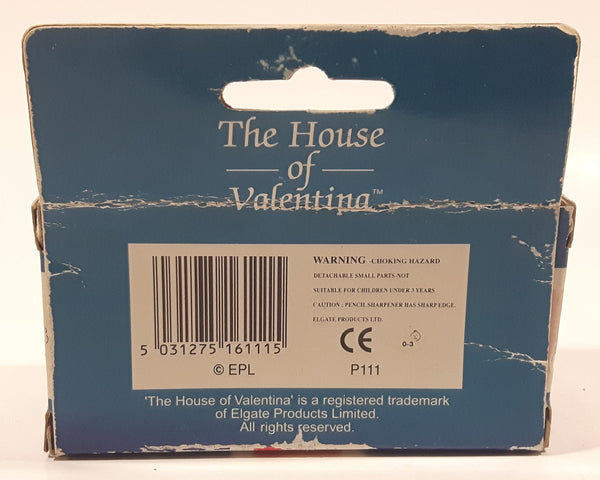 The House
of
Valentina™
WARNING -CHOKING HAZARD
DETACHABLE SMALL PARTS-NOT
SUITABLE FOR CHILDREN UNDER 3 YEARS
CAUTION : PENCIL SHARPENER HAS SHARP EDGE.
ELGATE PRODUCTS LTD.
CE 0-3
5 031275 161115
© EPL P111
'The House of Valentina' is a registered trademark
of Elgate Products Limited.
All rights reserved.